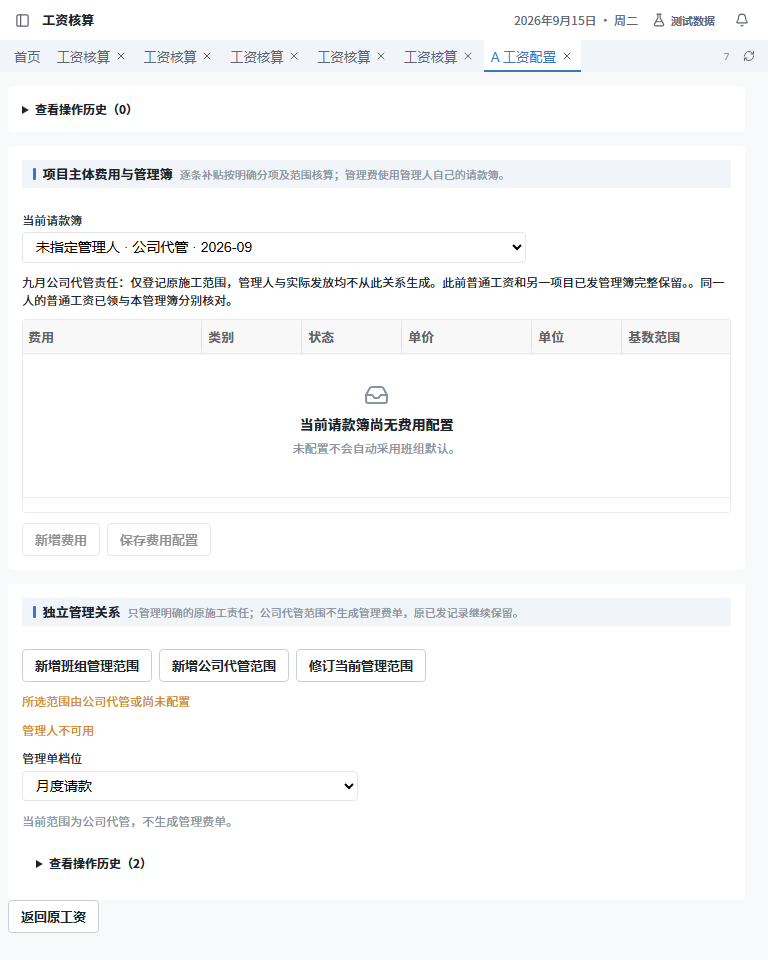 工资核算
2026年9月15日 · 周二 测试数据
首页 工资核算 × 工资核算 × 工资核算 × 工资核算 × 工资核算 × A 工资配置 × 7
▶ 查看操作历史（0）
项目主体费用与管理簿 逐条补贴按明确分项及范围核算；管理费使用管理人自己的请款簿。
当前请款簿
未指定管理人 · 公司代管 · 2026-09
九月公司代管责任：仅登记原施工范围，管理人与实际发放均不从此关系生成。此前普通工资和另一项目已发管理簿完整保留。。同一
人的普通工资已领与本管理簿分别核对。
费用 类别 状态 单价 单位 基数范围
当前请款簿尚无费用配置
未配置不会自动采用班组默认。
新增费用 保存费用配置
独立管理关系 只管理明确的原施工责任；公司代管范围不生成管理费单，原已发记录继续保留。
新增班组管理范围 新增公司代管范围 修订当前管理范围
所选范围由公司代管或尚未配置
管理人不可用
管理单档位
月度请款
当前范围为公司代管，不生成管理费单。
▶ 查看操作历史（2）
返回原工资